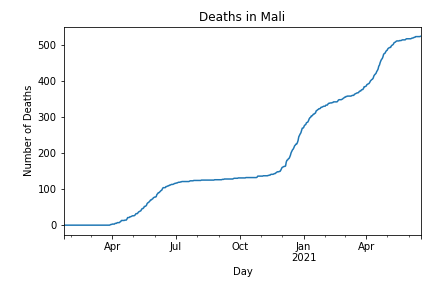 Deaths in Mali
Number of Deaths
500
400
300
200
100
0
Apr
Jul
Oct
Jan
2021
Apr
Day